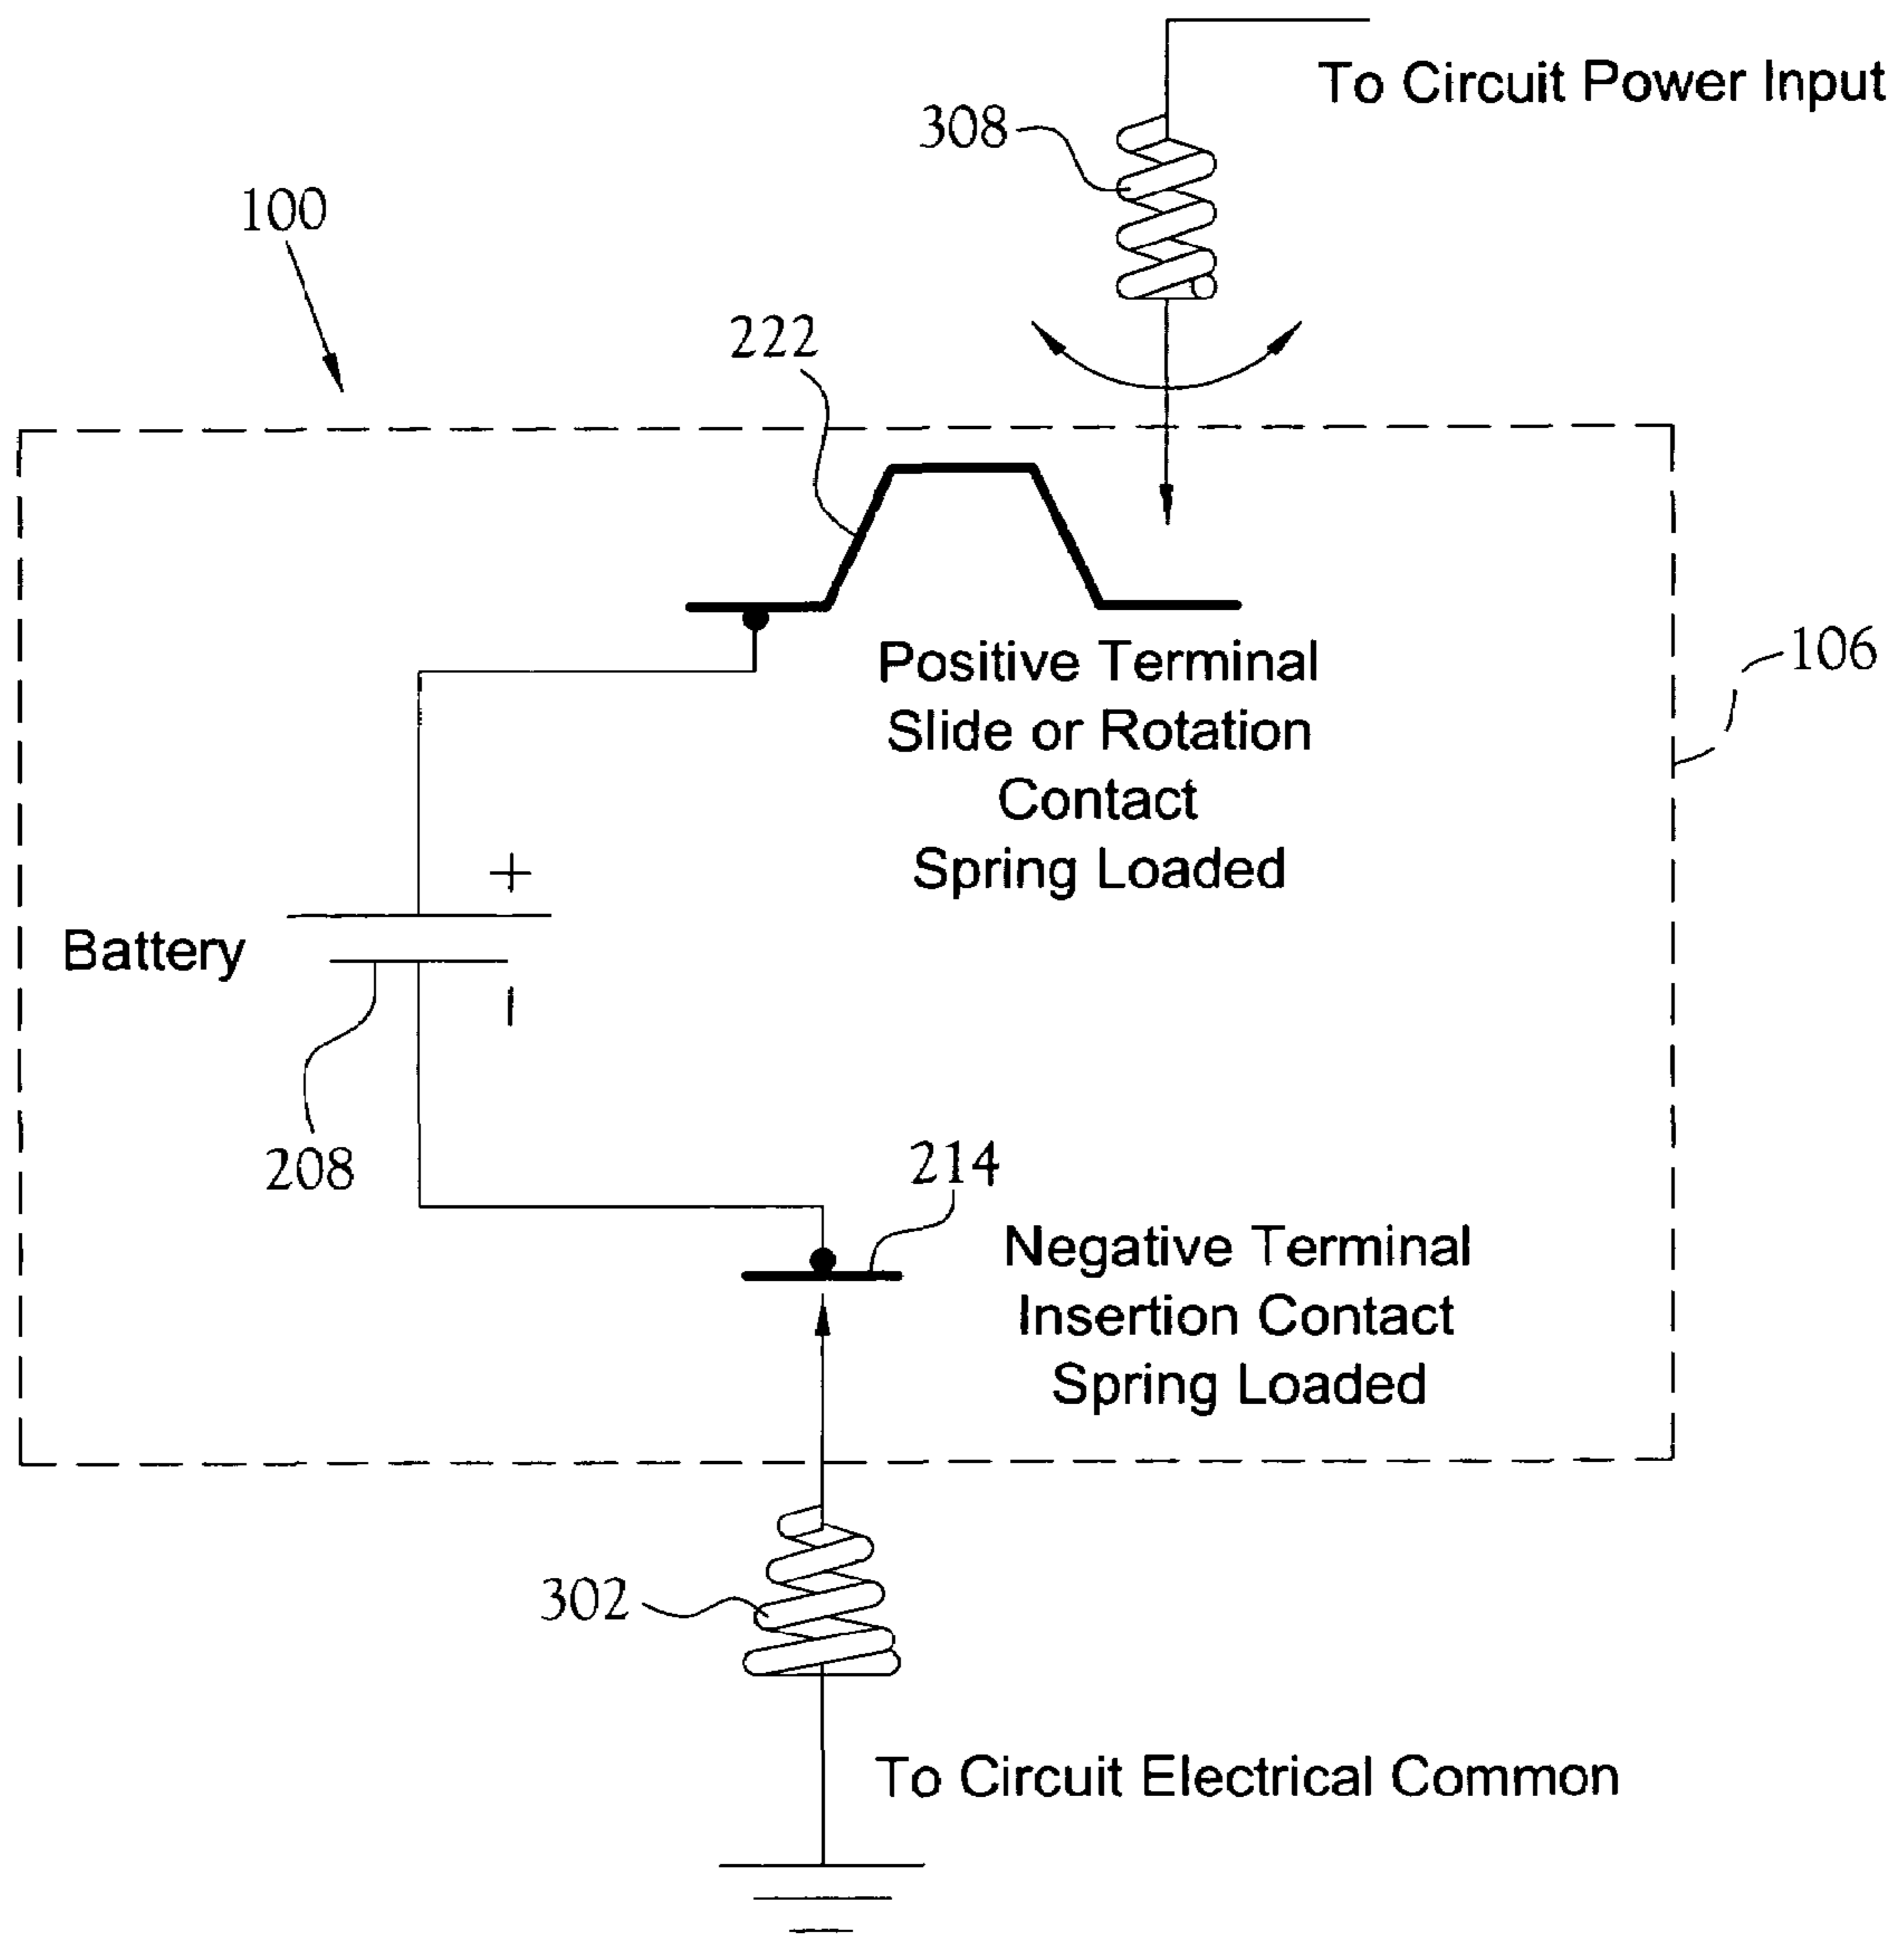 To Circuit Power Input
308
100
222
106
Positive Terminal
Slide or Rotation
Contact
Spring Loaded
+
Battery
-
208
214
Negative Terminal
Insertion Contact
Spring Loaded
302
To Circuit Electrical Common